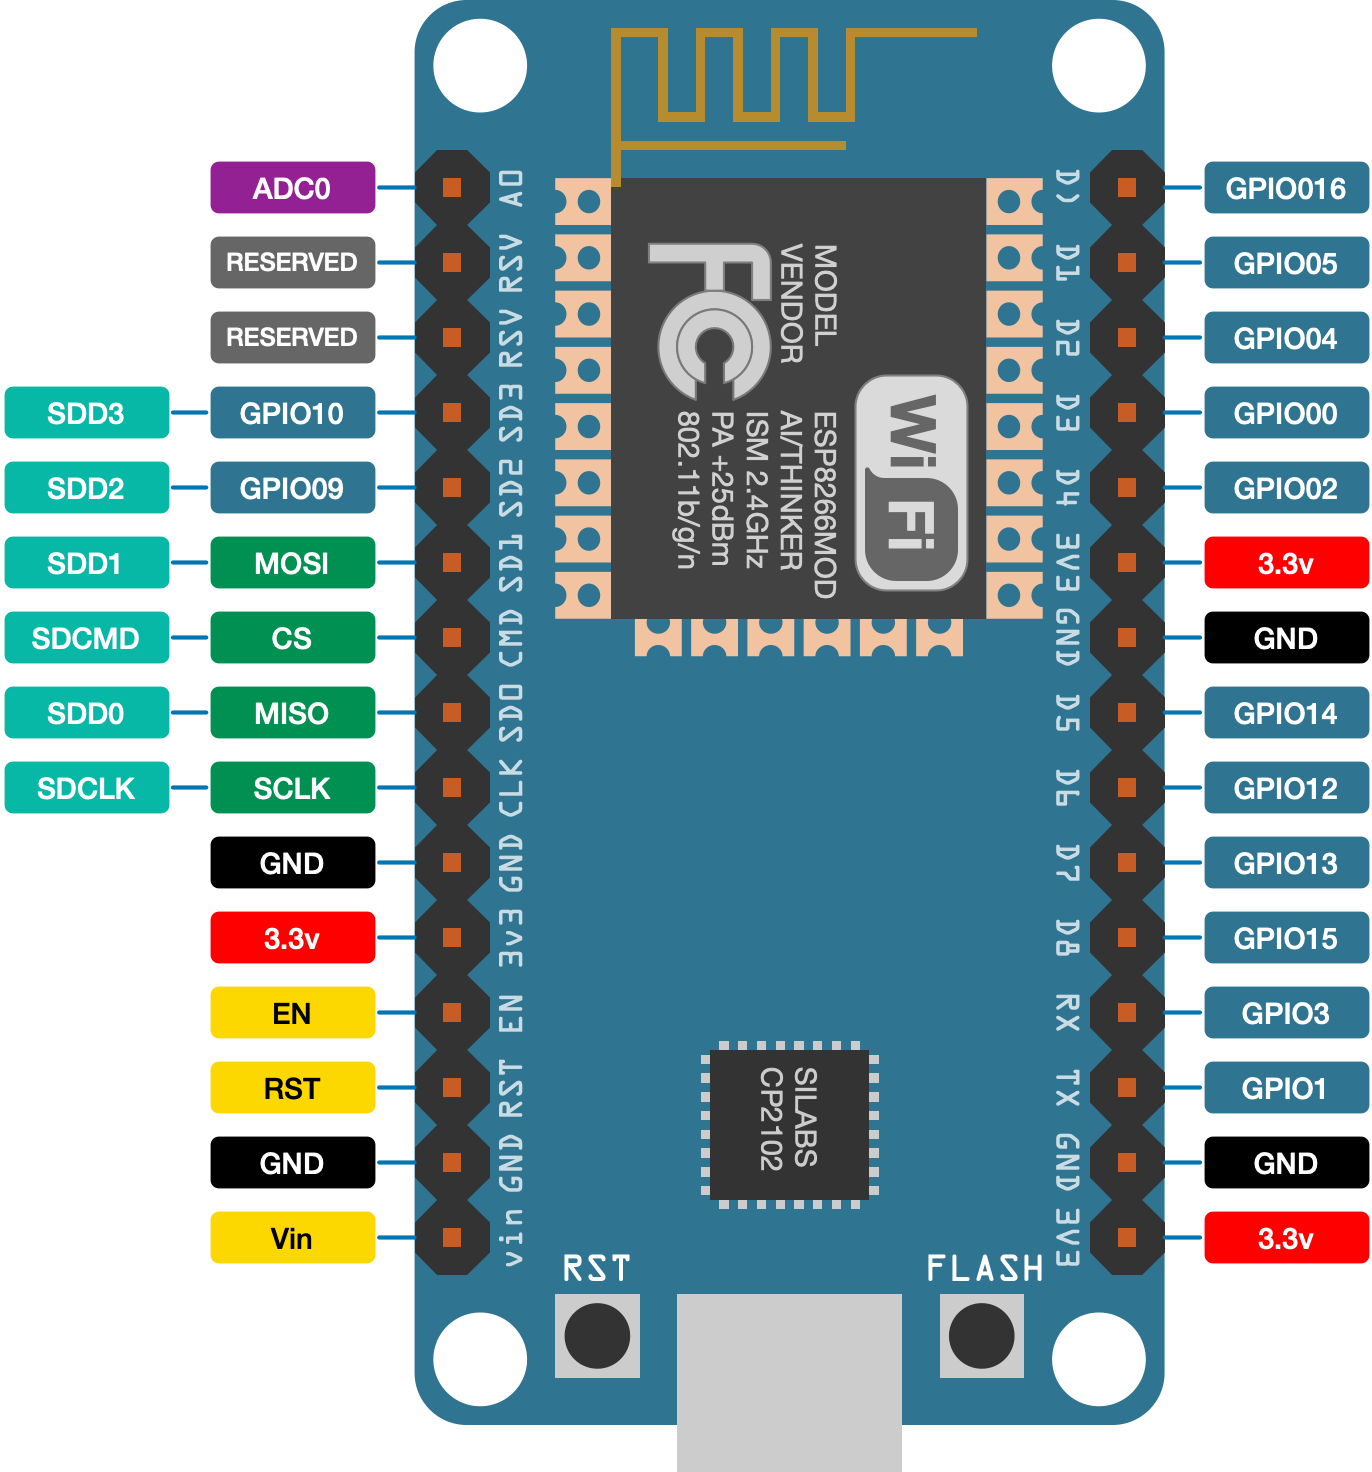 ADC0
RESERVED
RESERVED
SDD3 GPIO10
SDD2 GPIO09
SDD1 MOSI
SDCMD CS
SDD0 MISO
SDCLK SCLK
GND
3.3v
EN
RST
GND
Vin
A0
RSV
RSV
SD3
SD2
SD1
CMD
SD0
CLK
GND
3v3
EN
RST
GND
vin
FC
MODEL
VENDOR
ESP8266MOD
AI/THINKER
ISM 2.4GHz
PA +25dBm
802.11b/g/n
Wi Fi
SILABS
CP2102
RST
FLASH
D1
D2
D3
D4
3V3
GND
D5
D6
D7
D8
RX
TX
GND
3V3
GPIO016
GPIO05
GPIO04
GPIO00
GPIO02
3.3v
GND
GPIO14
GPIO12
GPIO13
GPIO15
GPIO3
GPIO1
GND
3.3v